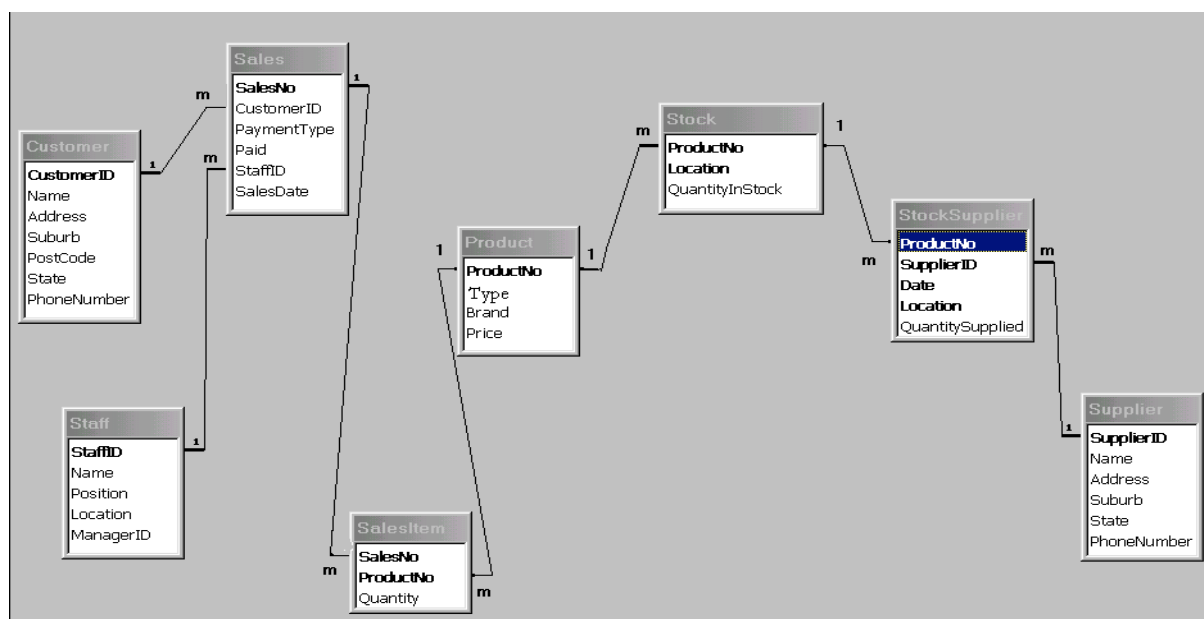 Sales
SalesNo
CustomerID
PaymentType
Paid
StaffID
SalesDate
1
m
m
Customer
CustomerID
Name
Address
Suburb
PostCode
State
PhoneNumber
1
Staff
StaffID
Name
Position
Location
ManagerID
1
SalesItem
SalesNo
ProductNo
Quantity
m
m
Product
ProductNo
Type
Brand
Price
1
1
Stock
ProductNo
Location
QuantityInStock
m
1
StockSupplier
ProductNo
SupplierID
Date
Location
QuantitySupplied
m
m
Supplier
SupplierID
Name
Address
Suburb
State
PhoneNumber
1